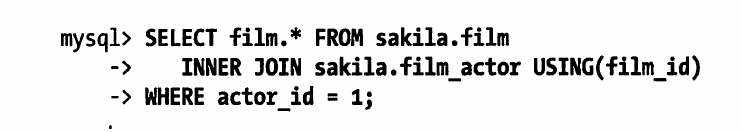 mysql> SELECT film.* FROM sakila.film
-> INNER JOIN sakila.film_actor USING(film_id)
-> WHERE actor_id = 1;